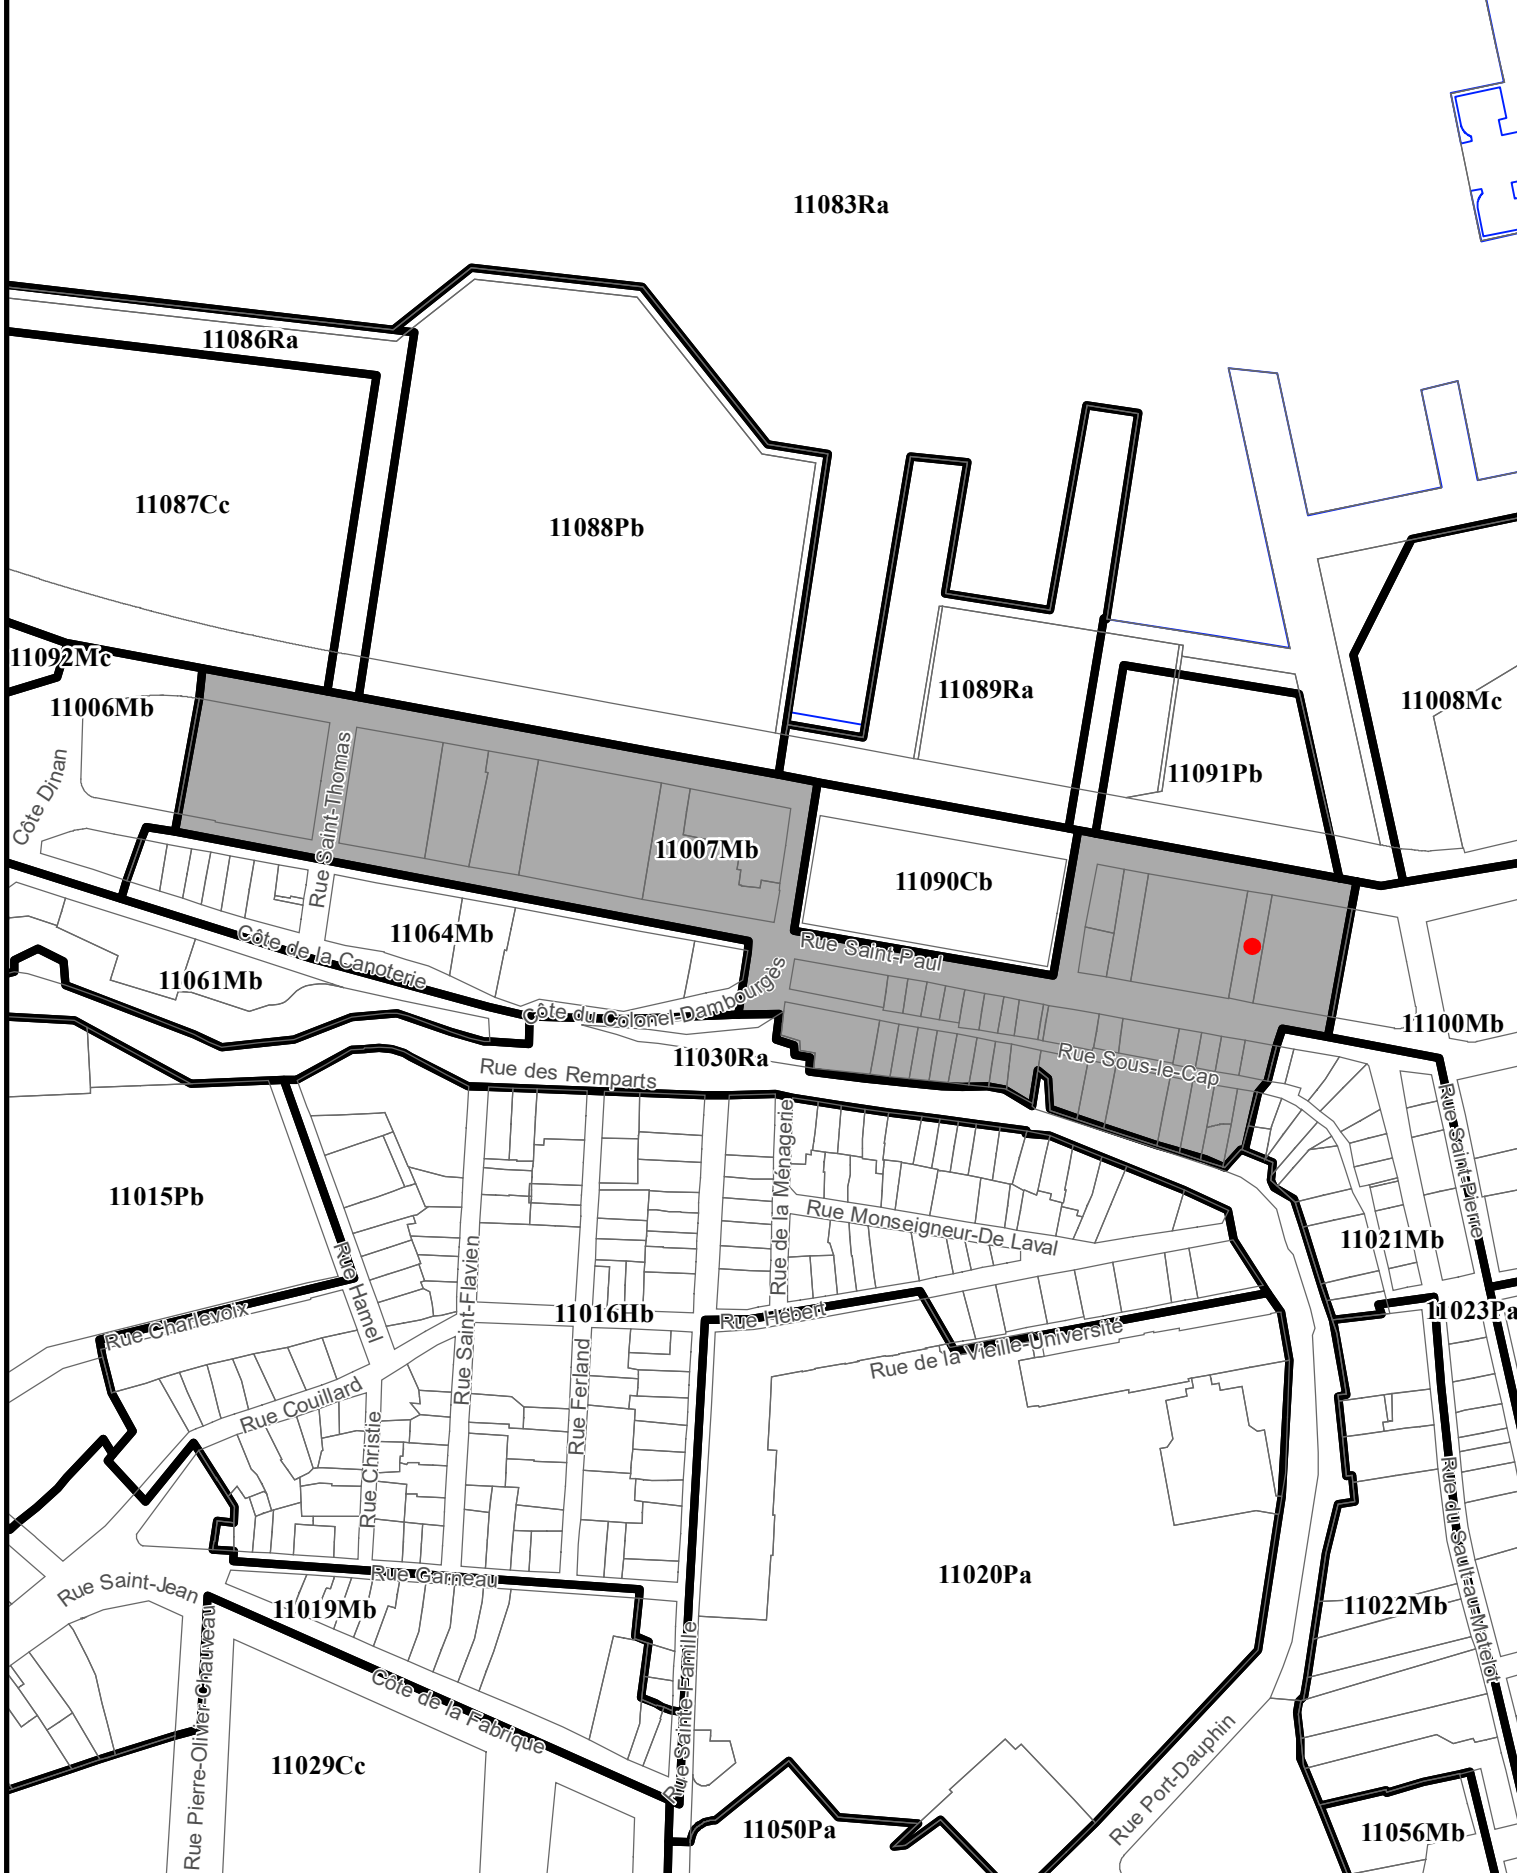 11083Ra
11086Ra
11087Cc
11088Pb
11092Mc
11006Mb
11089Ra
11008Mc
11091Pb
Côte Dinan
Rue Saint-Thomas
11007Mb
11090Cb
11064Mb
Rue Saint-Paul
Côte de la Canoterie
11061Mb
Côte du Colonel-Dambourgès
11100Mb
11030Ra
Rue Sous-le-Cap
Rue des Remparts
Rue Saint-Pierre
Rue de la Ménagerie
11015Pb
Rue Monseigneur-De Laval
11021Mb
Rue Hamel
Rue Saint-Flavien
11016Hb
Rue Hébert
11023Pa
Rue Charlevoix
Rue de la Vieille-Université
Rue Couillard
Rue Ferland
Rue Christie
Rue du Sault-au-Matelot
Rue Garneau
11020Pa
Rue Saint-Jean
11019Mb
11022Mb
Rue Pierre-Olivier-Chauveau
Rue Sainte-Famille
Côte de la Fabrique
Rue Port-Dauphin
11029Cc
11050Pa
11056Mb